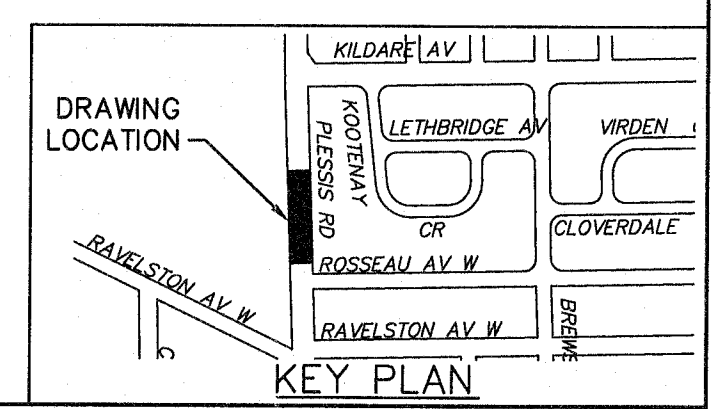 KILDARE AV
DRAWING
LOCATION
KOOTENAY
PLESSIS RD
LETHBRIDGE AV
VIRDEN
CR
CLOVERDALE
RAVELSTON AV W
ROSSEAU AV W
RAVELSTON AV W
BREWE
KEY PLAN